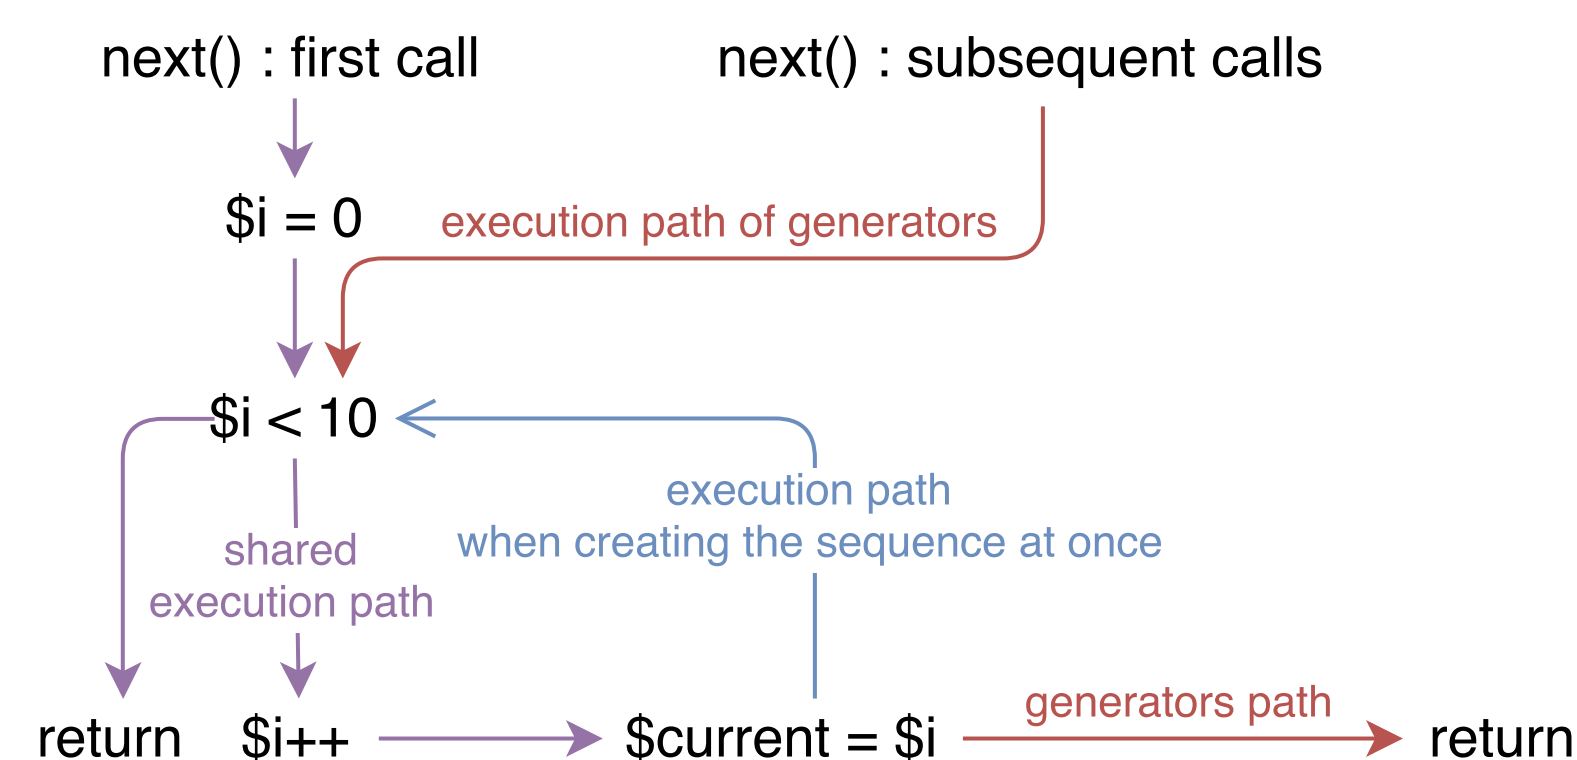 next() : first call
next() : subsequent calls
$i = 0
execution path of generators
$i < 10
execution path
when creating the sequence at once
shared
execution path
generators path
return
$i++
$current = $i
return